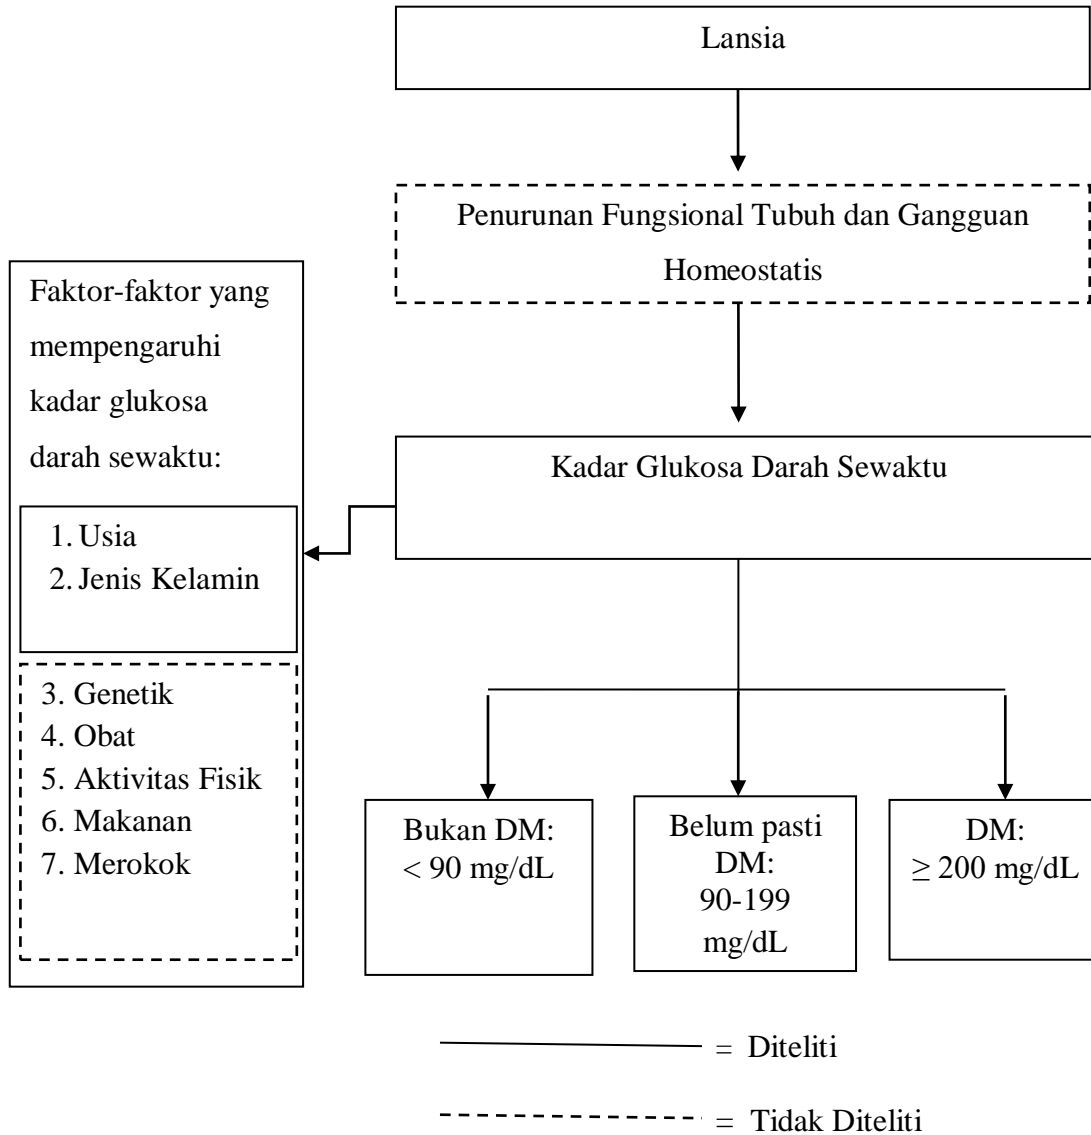 Lansia
Penurunan Fungsional Tubuh dan Gangguan
Homeostatis
Faktor-faktor yang
mempengaruhi
kadar glukosa
darah sewaktu:
1. Usia
2. Jenis Kelamin
3. Genetik
4. Obat
5. Aktivitas Fisik
6. Makanan
7. Merokok
Kadar Glukosa Darah Sewaktu
Bukan DM:
< 90 mg/dL
Belum pasti
DM:
90-199
mg/dL
DM:
≥ 200 mg/dL
= Diteliti
= Tidak Diteliti